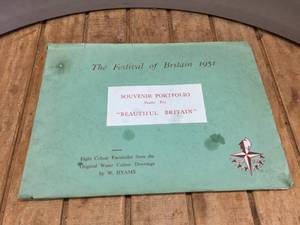 The Festival of Britain 1951
SOUVENIR PORTFOLIO
"BEAUTIFUL BRITAIN"
Eight Colour Facsimiles from the
Original Water Colour Drawings
by W. HYAMS